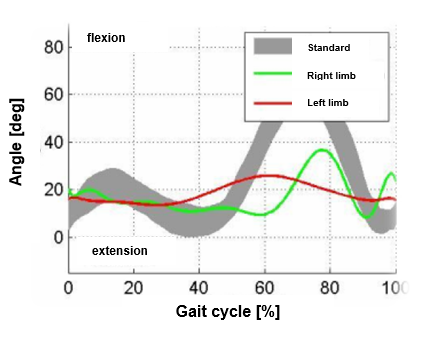 flexion
Standard
Right limb
Left limb
80
60
40
20
0
Angle [deg]
extension
0
20
40
60
80
100
Gait cycle [%]